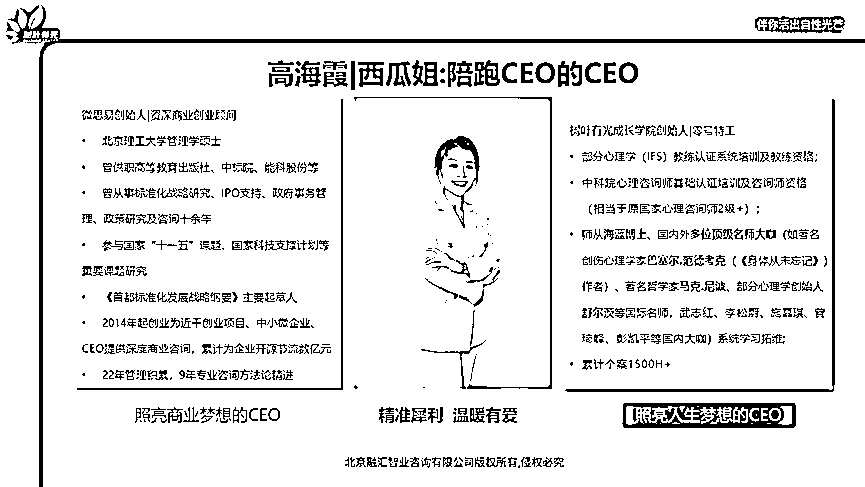 伴你活出自性光芒
高海霞|西瓜姐:陪跑CEO的CEO
微思易创始人|资深商业创业顾问
• 北京理工大学管理学硕士
• 曾供职高等教育出版社、中标院、能科股份等
• 曾从事标准化战略研究、IPO支持、政府事务管
理、政策研究及咨询十余年
• 参与国家“十一五”课题、国家科技支撑计划等
重要课题研究
• 《首都标准化发展战略纲要》主要起草人
• 2014年起创业为近千创业项目、中小微企业、
CEO提供深度商业咨询，累计为企业开源节流数亿元
• 22年管理积累，9年专业咨询方法论精进
照亮商业梦想的CEO
精准犀利 温暖有爱
树叶有光成长学院创始人|零号特工
• 部分心理学（IFS）教练认证系统培训及教练资格；
• 中科院心理咨询师基础认证培训及咨询师资格
（相当于原国家心理咨询师2级+）；
• 师从海蓝博士、国内外多位顶级名师大咖（如著名
创伤心理学家巴塞尔.范德考克（《身体从未忘记》）
作者）、著名哲学家马克.尼波、部分心理学创始人
舒尔茨等国际名师，武志红、李松蔚、施琪嘉、曾
琦峰、彭凯平等国内大咖）系统学习拓维；
• 累计个案1500H+
照亮人生梦想的CEO
北京融汇智业咨询有限公司版权所有,侵权必究